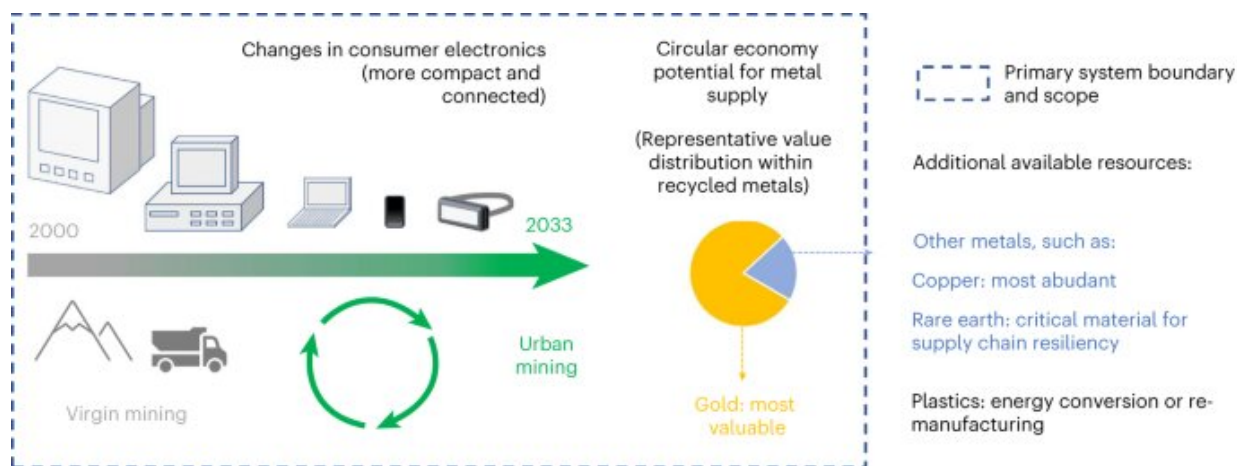 Changes in consumer electronics
(more compact and
connected)
2000
2033
Virgin mining
Urban
mining
Circular economy
potential for metal
supply
(Representative value
distribution within
recycled metals)
Gold: most
valuable
Primary system boundary
and scope
Additional available resources:
Other metals, such as:
Copper: most abudant
Rare earth: critical material for
supply chain resiliency
Plastics: energy conversion or re-
manufacturing